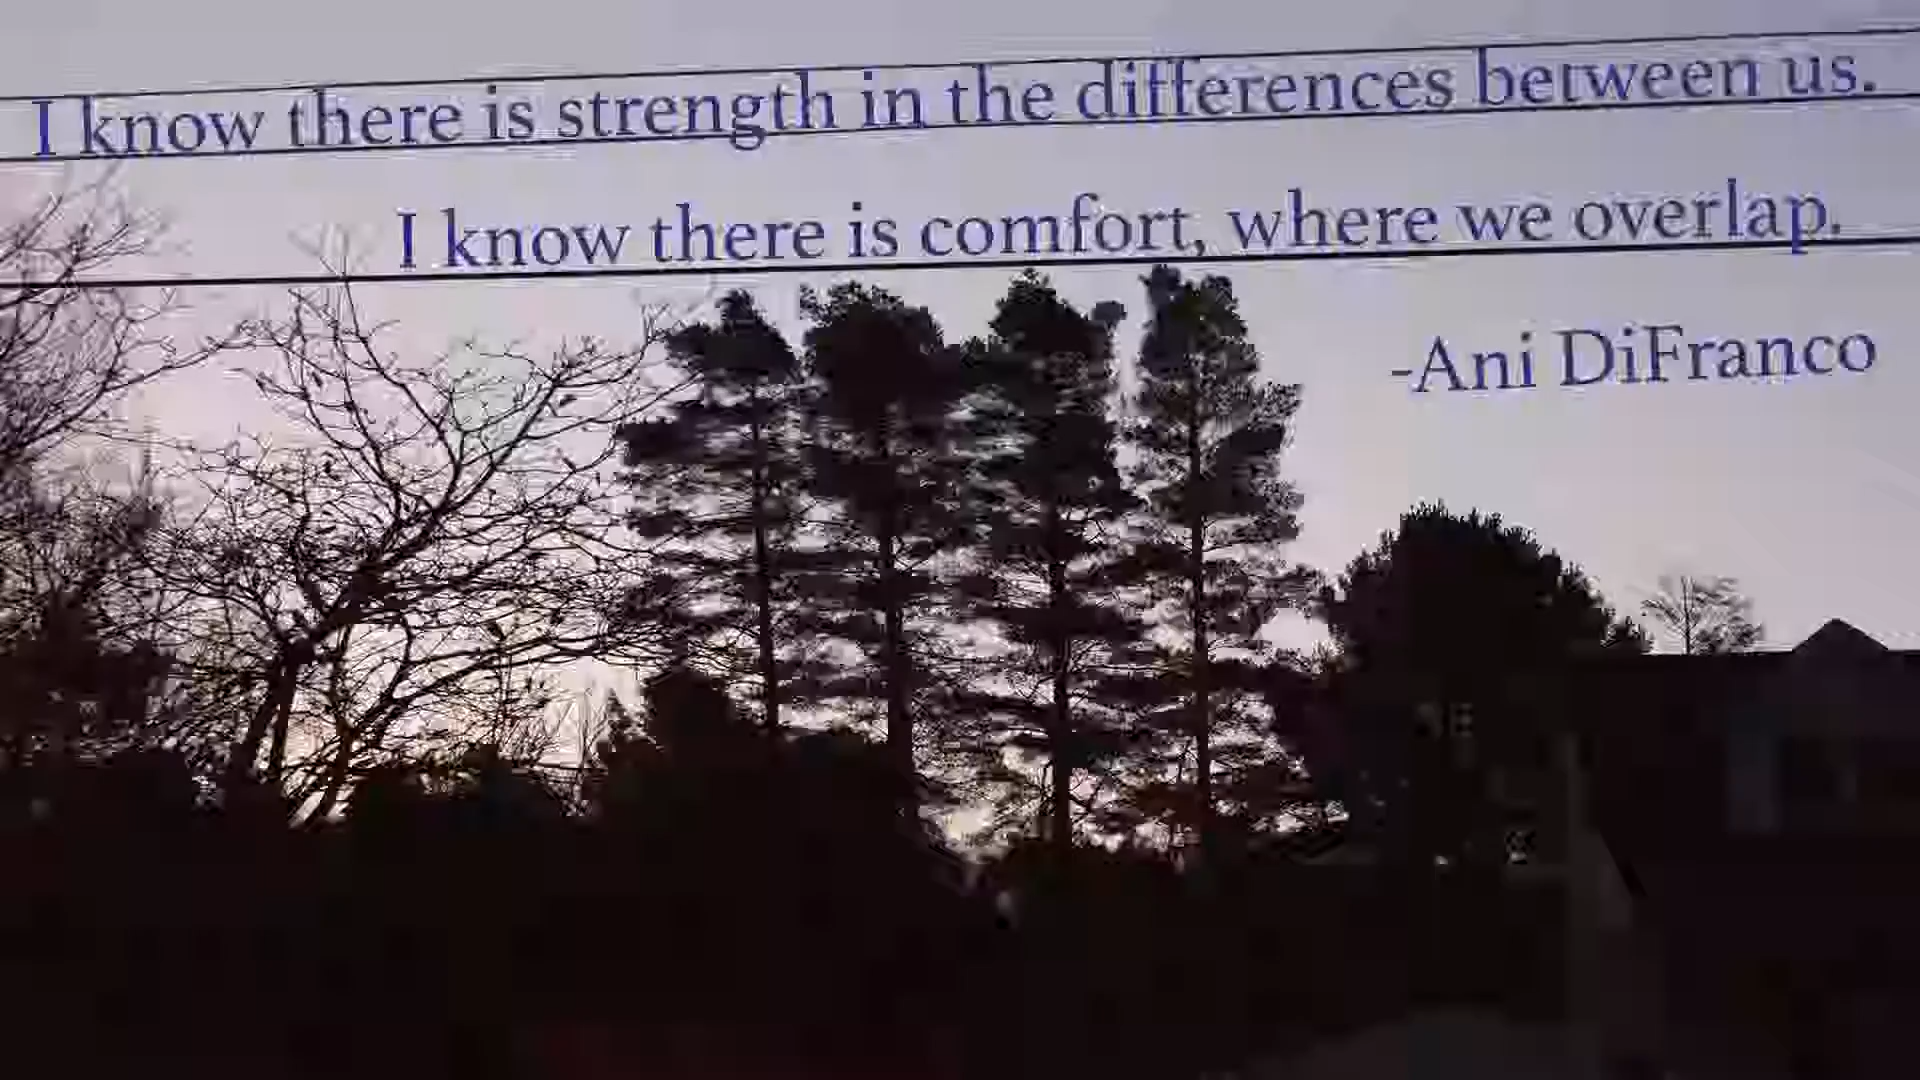 I know there is strength in the differences between us.
I know there is comfort, where we overlap.
-Ani DiFranco